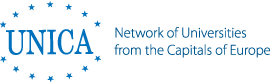 UNICA
Network of Universities
from the Capitals of Europe